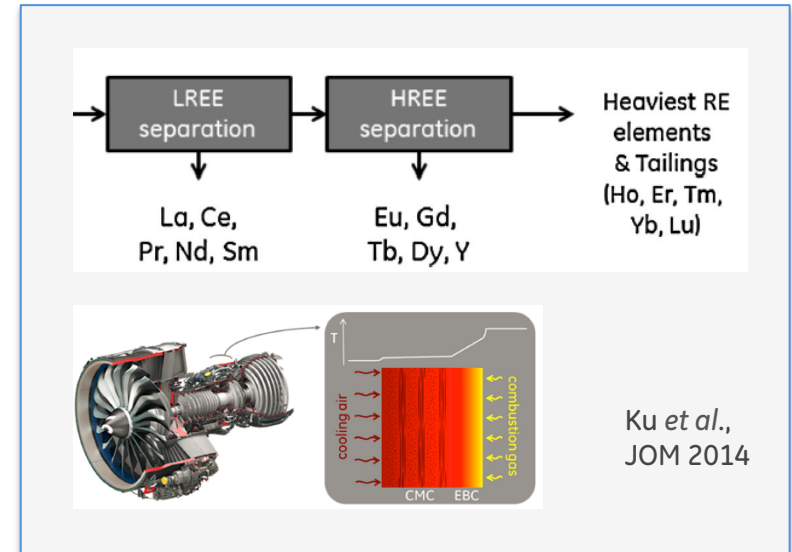 LREE
separation
HREE
separation
Heaviest RE
elements
& Tailings
(Ho, Er, Tm,
Yb, Lu)
La, Ce,
Pr, Nd, Sm
Eu, Gd,
Tb, Dy, Y
T
cooling air
combustion gas
CMC EBC
Ku et al.,
JOM 2014